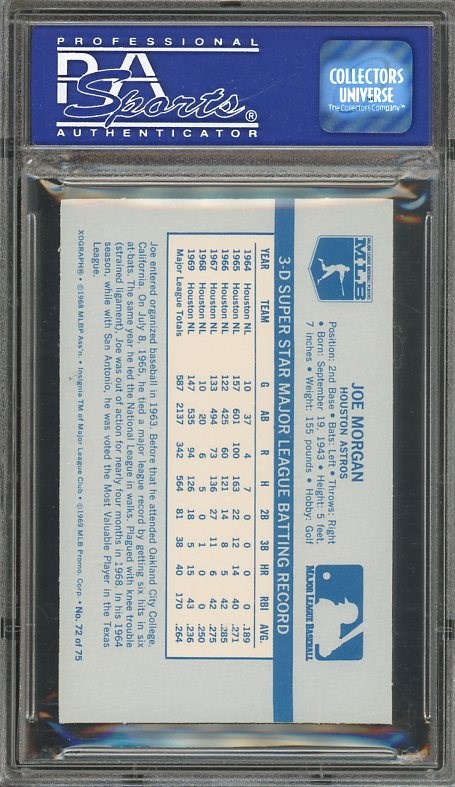 PROFESSIONAL
PSA
Sports®
AUTHENTICATOR
COLLECTORS
UNIVERSE
The Collectors Company™
MLB
JOE MORGAN
HOUSTON ASTROS
Position: 2nd Base • Bats: Left • Throws: Right
• Born: September 19, 1943 • Height: 5 feet
7 inches • Weight: 155 pounds • Hobby: Golf
MAJOR LEAGUE BASEBALL
3-D SUPER STAR MAJOR LEAGUE BATTING RECORD
YEAR TEAM G AB R H 2B 3B HR RBI AVG.
1964 Houston NL 10 37 4 7 0 0 0 0 .189
1965 Houston NL 157 601 100 163 22 12 14 40 .271
1966 Houston NL 122 425 60 121 14 8 5 42 .285
1967 Houston NL 133 494 73 136 27 11 6 42 .275
1968 Houston NL 10 20 6 5 0 1 0 0 .250
1969 Houston NL 147 535 94 126 18 5 15 43 .236
Major League Totals 587 2137 342 564 81 38 40 170 .264
Joe entered organized baseball in 1963. Before that he attended Oakland City College,
California. On July 8, 1965, he tied a major league record by getting six hits in six
at-bats. The same year he led the National League in walks. Plagued with knee trouble
(strained ligament), Joe was out of action for nearly four months in 1968. In his 1964
season, while with San Antonio, he was voted the Most Valuable Player in the Texas
League.
XOGRAPH® • ©1968 MLBP Ass'n. • Insignia TM of Major League Club • ©1969 MLB Promo. Corp. • No. 72 of 75